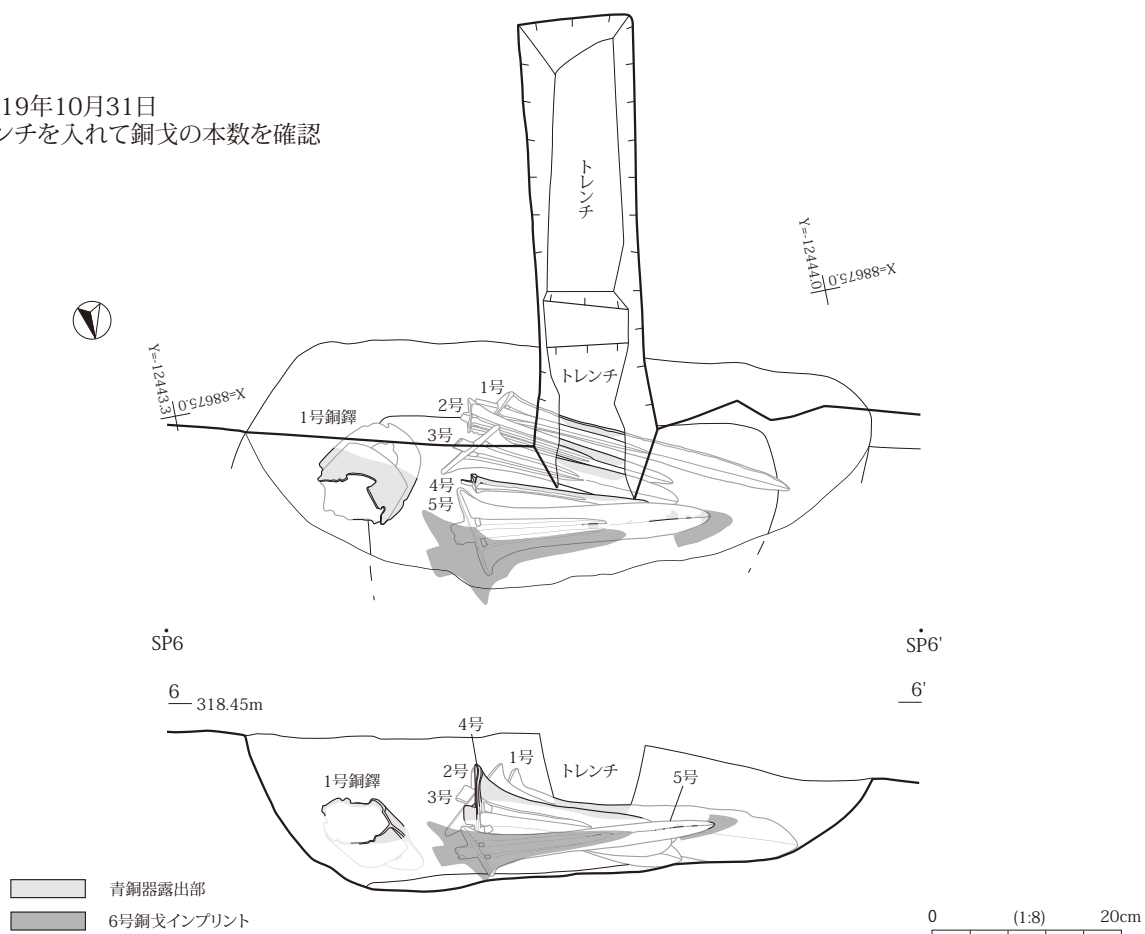 19年10月31日
ンチを入れて銅戈の本数を確認
トレンチ
Y=-12444.0
X=-88675.0
Y=-12443.3
X=-88675.0
トレンチ
1号
2号
1号銅鐸
3号
4号
5号
SP6
SP6'
6
318.45m
6'
4号
1号
2号
トレンチ
5号
1号銅鐸
3号
青銅器露出部
6号銅戈インプリント
0
(1:8)
20cm